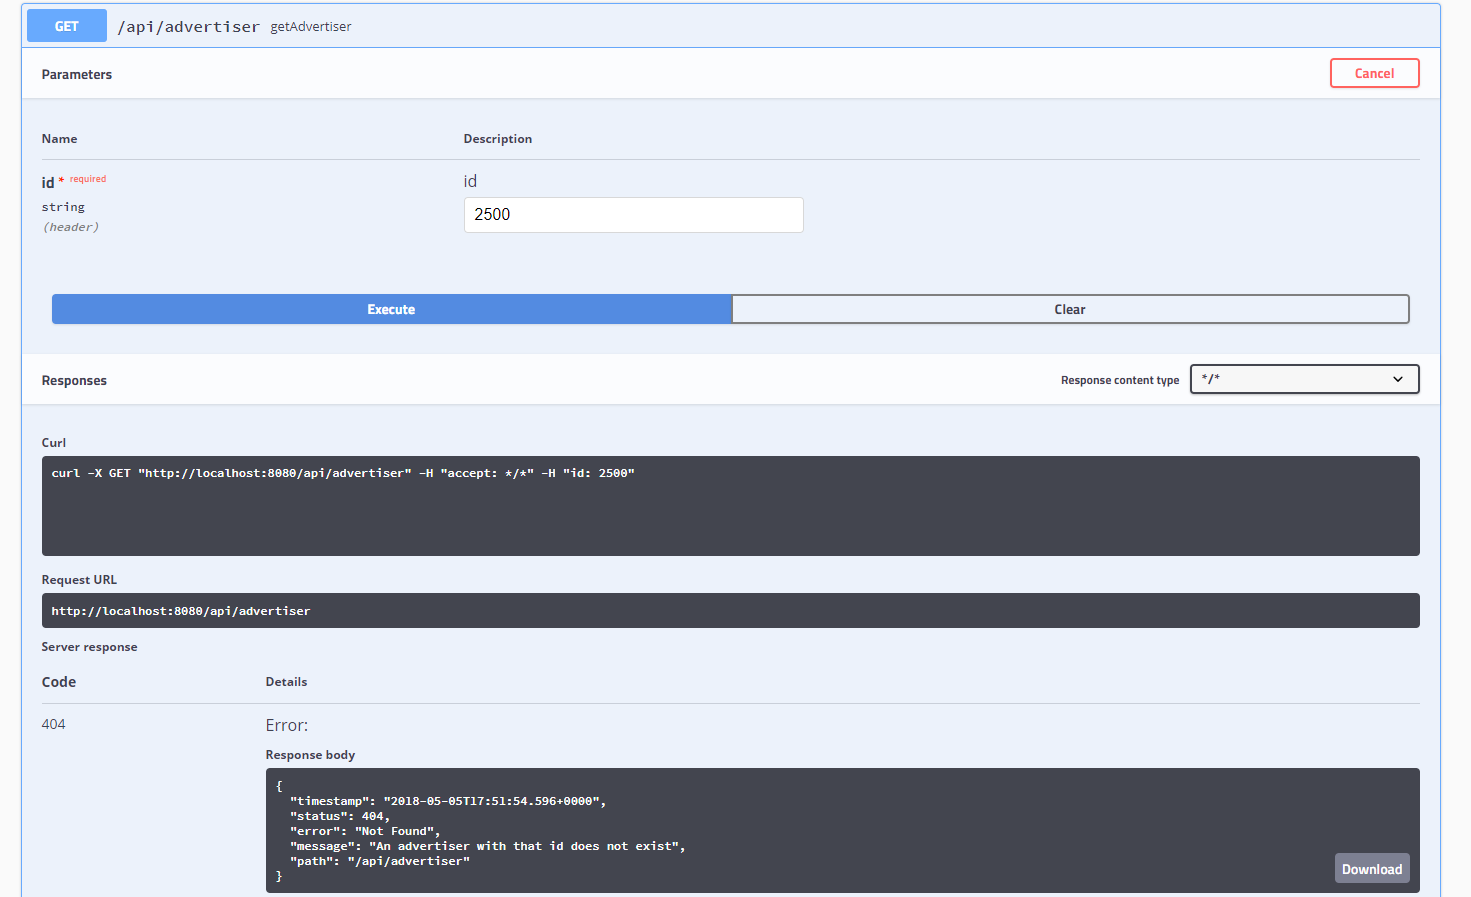 GET /api/advertiser getAdvertiser
Parameters Cancel
Name Description
id * required id
string 2500
(header)
Execute Clear
Responses Response content type */*
Curl
curl -X GET "http://localhost:8080/api/advertiser" -H "accept: */*" -H "id: 2500"
Request URL
http://localhost:8080/api/advertiser
Server response
Code Details
404 Error:
Response body
{
"timestamp": "2018-05-05T17:51:54.596+0000",
"status": 404,
"error": "Not Found",
"message": "An advertiser with that id does not exist",
"path": "/api/advertiser"
}
Download